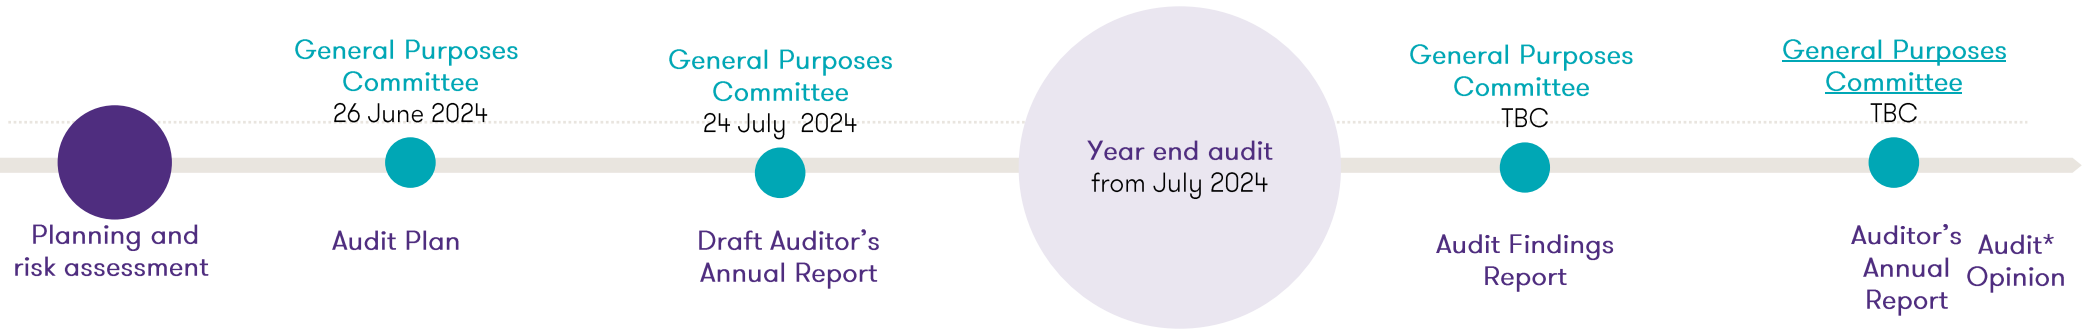 General Purposes
Committee
26 June 2024
General Purposes
Committee
24 July  2024
General Purposes
Committee
TBC
General Purposes
Committee
TBC
Year end audit
from July 2024
Planning and
risk assessment
Audit Plan
Draft Auditor’s
Annual Report
Audit Findings
Report
Auditor’s
Annual
Report
Audit*
Opinion